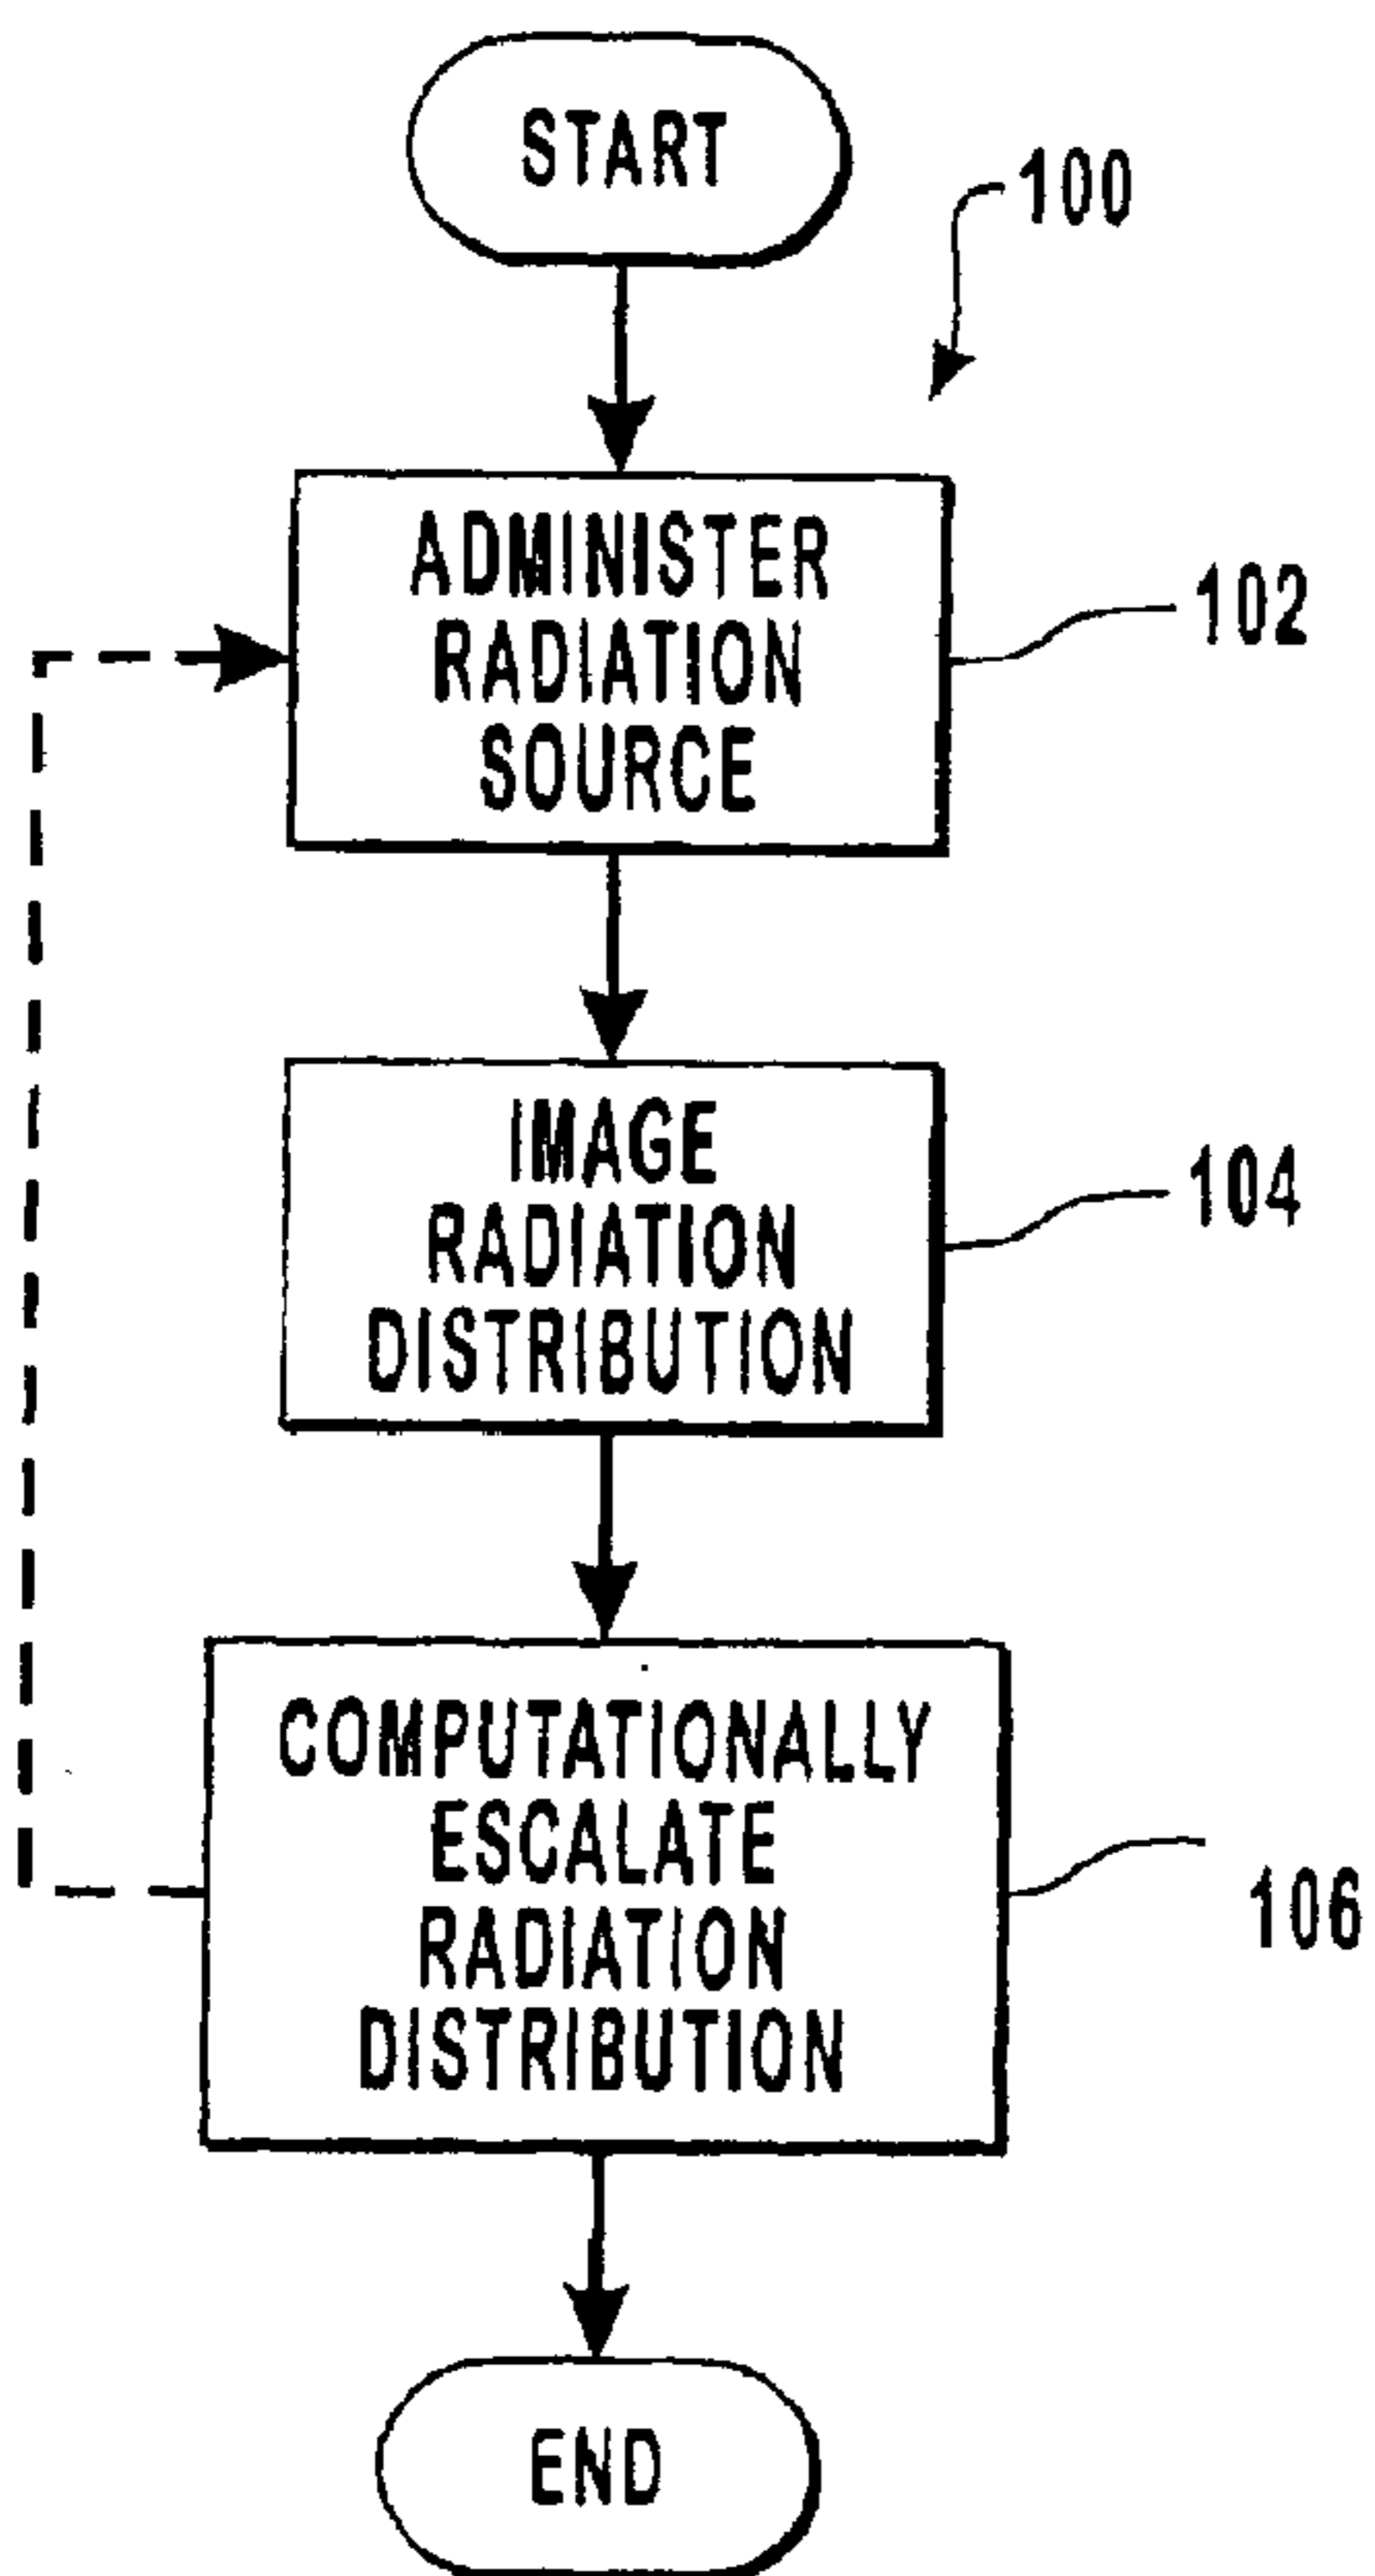 START
100
ADMINISTER
RADIATION
SOURCE
102
IMAGE
RADIATION
DISTRIBUTION
104
COMPUTATIONALLY
ESCALATE
RADIATION
DISTRIBUTION
106
END